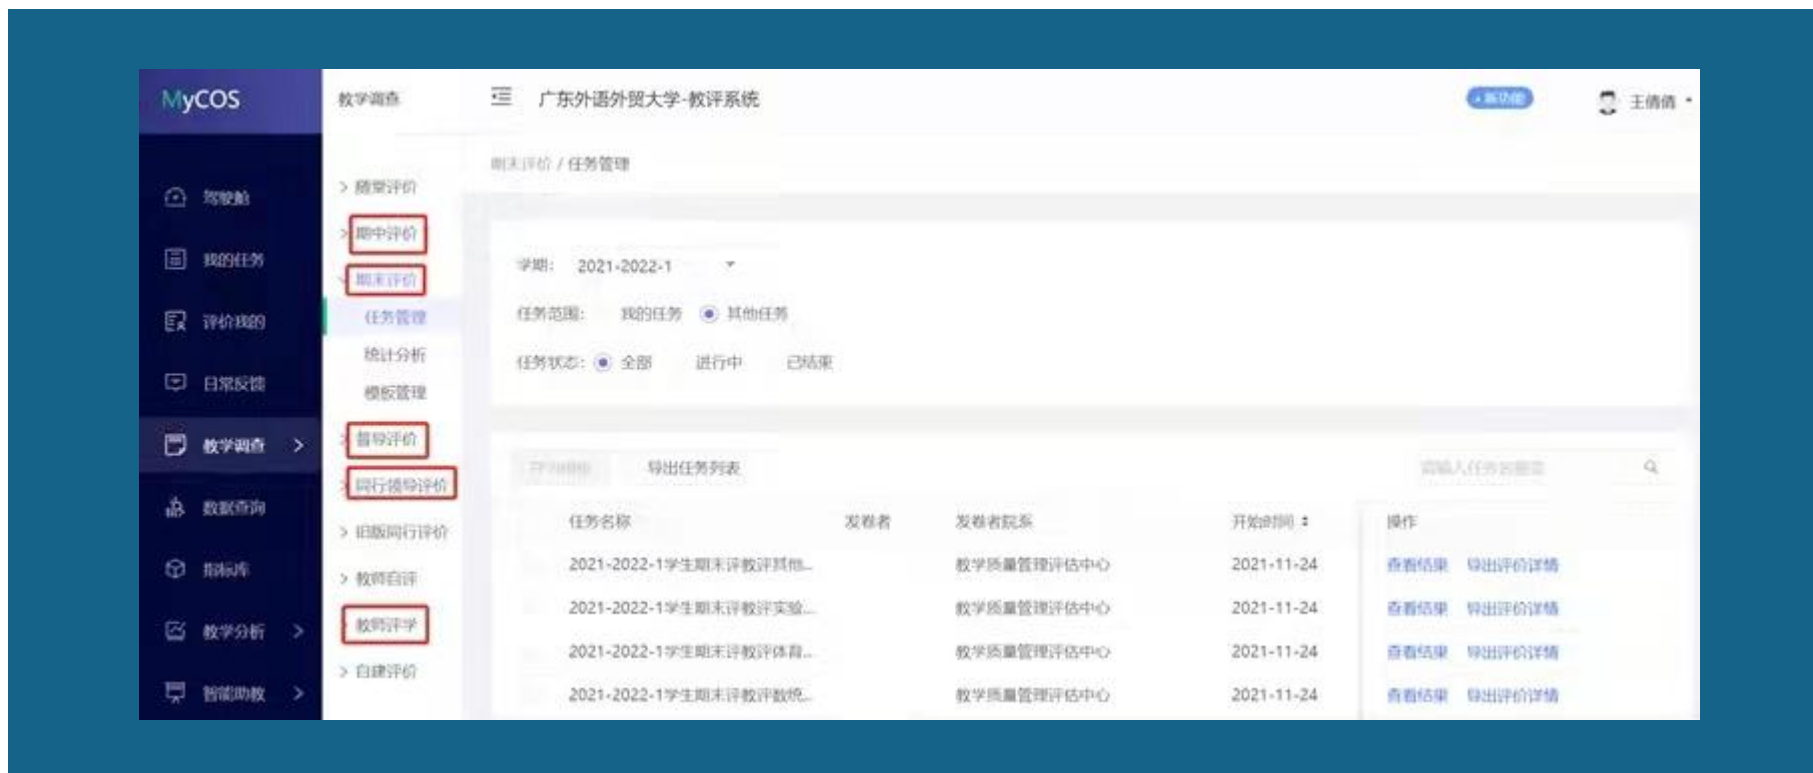 MyCOS
教学调查
广东外语外贸大学-教评系统
新功能
王倩倩
期末评价 / 任务管理
驾驶舱
我的任务
评价我的
日常反馈
教学调查
数据查询
指标库
教学分析
智能助教
随堂评价
期中评价
期末评价
任务管理
统计分析
模板管理
督导评价
同行领导评价
旧版同行评价
教师自评
教师评学
自建评价
学期: 2021-2022-1
任务范围: 我的任务 其他任务
任务状态: 全部 进行中 已结束
导出任务列表
请输入任务名搜索
任务名称 发卷者 发卷者院系 开始时间 操作
2021-2022-1学生期末评教评其他... 教学质量管理评估中心 2021-11-24 查看结果 导出评价详情
2021-2022-1学生期末评教评实验... 教学质量管理评估中心 2021-11-24 查看结果 导出评价详情
2021-2022-1学生期末评教评体育... 教学质量管理评估中心 2021-11-24 查看结果 导出评价详情
2021-2022-1学生期末评教评数统... 教学质量管理评估中心 2021-11-24 查看结果 导出评价详情